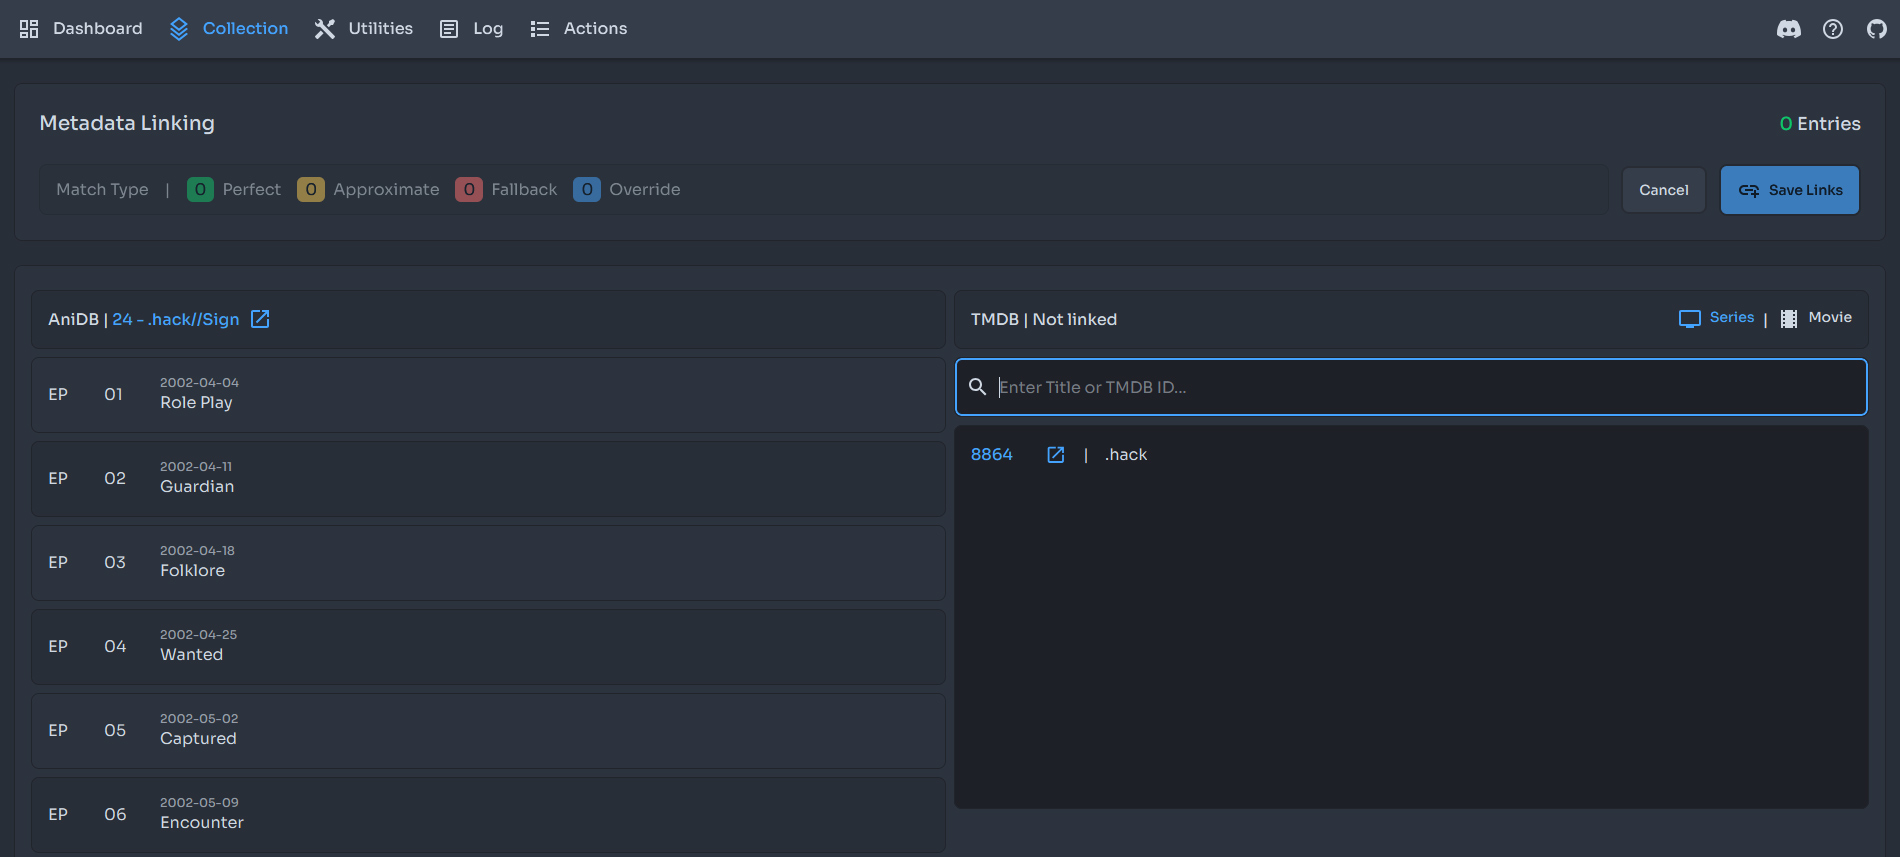 Dashboard Collection Utilities Log Actions
Metadata Linking
0 Entries
Match Type | 0 Perfect 0 Approximate 0 Fallback 0 Override
Cancel
Save Links
AniDB | 24 - .hack//Sign
EP 01 2002-04-04
Role Play
EP 02 2002-04-11
Guardian
EP 03 2002-04-18
Folklore
EP 04 2002-04-25
Wanted
EP 05 2002-05-02
Captured
EP 06 2002-05-09
Encounter
TMDB | Not linked
Series | Movie
Enter Title or TMDB ID...
8864 | .hack